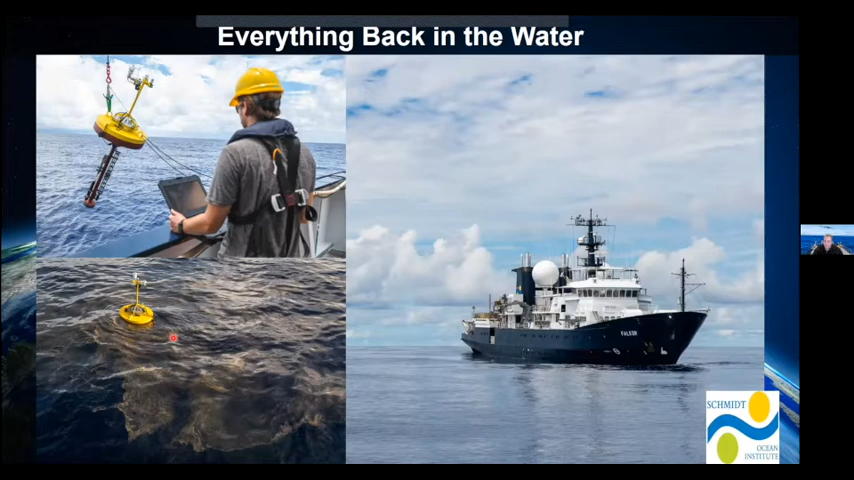 Everything Back in the Water
FALKOR
SCHMIDT
OCEAN
INSTITUTE